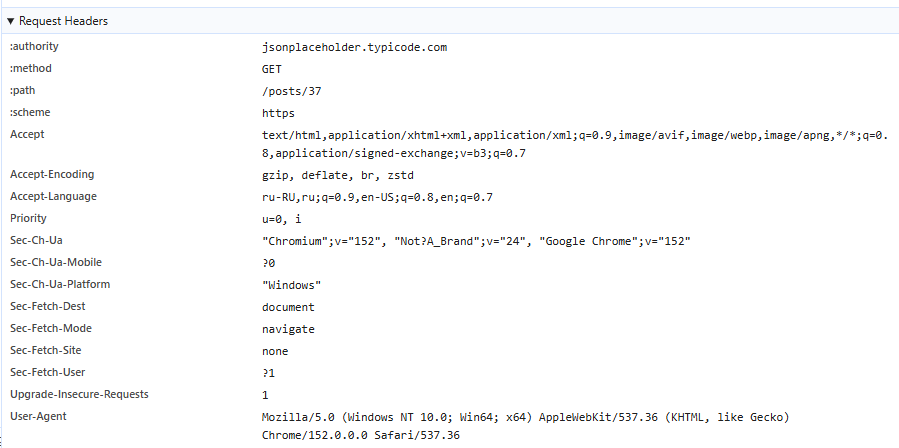 Request Headers
:authority jsonplaceholder.typicode.com
:method GET
:path /posts/37
:scheme https
Accept text/html,application/xhtml+xml,application/xml;q=0.9,image/avif,image/webp,image/apng,*/*;q=0.
8,application/signed-exchange;v=b3;q=0.7
Accept-Encoding gzip, deflate, br, zstd
Accept-Language ru-RU,ru;q=0.9,en-US;q=0.8,en;q=0.7
Priority u=0, i
Sec-Ch-Ua "Chromium";v="152", "Not?A_Brand";v="24", "Google Chrome";v="152"
Sec-Ch-Ua-Mobile ?0
Sec-Ch-Ua-Platform "Windows"
Sec-Fetch-Dest document
Sec-Fetch-Mode navigate
Sec-Fetch-Site none
Sec-Fetch-User ?1
Upgrade-Insecure-Requests 1
User-Agent Mozilla/5.0 (Windows NT 10.0; Win64; x64) AppleWebKit/537.36 (KHTML, like Gecko)
Chrome/152.0.0.0 Safari/537.36